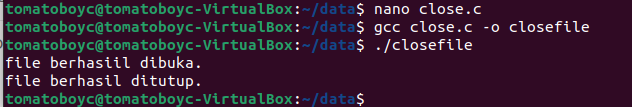 tomatoboyc@tomatoboyc-VirtualBox:~/data$ nano close.c
tomatoboyc@tomatoboyc-VirtualBox:~/data$ gcc close.c -o closefile
tomatoboyc@tomatoboyc-VirtualBox:~/data$ ./closefile
file berhasiil dibuka.
file berhasil ditutup.
tomatoboyc@tomatoboyc-VirtualBox:~/data$